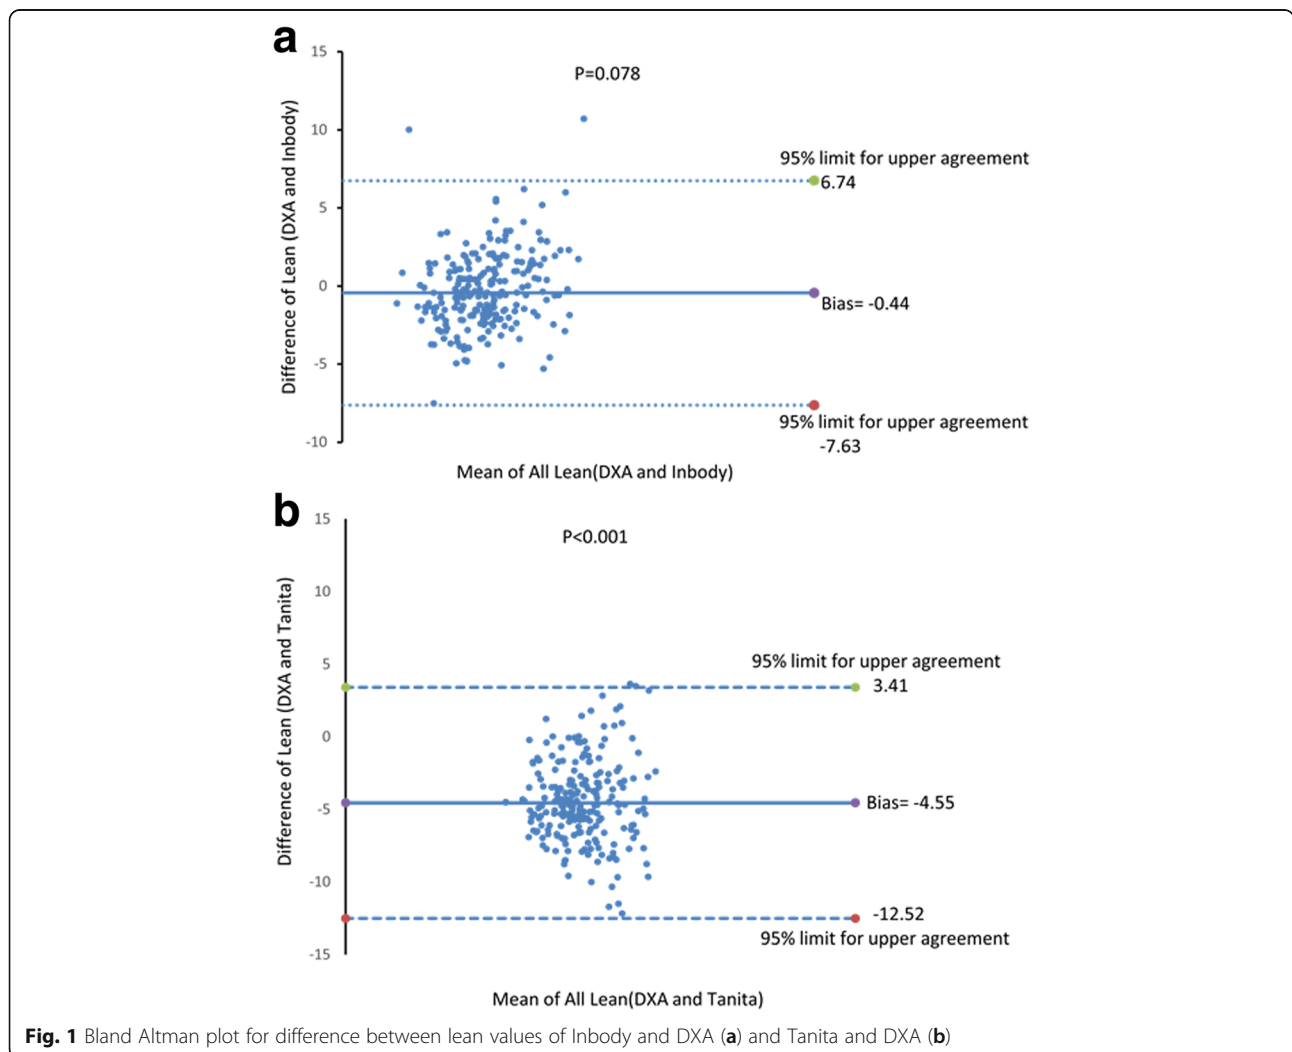 a
15
P=0.078
10
95% limit for upper agreement
6.74
5
Difference of Lean (DXA and Inbody)
0
Bias= -0.44
-5
95% limit for upper agreement
-10
-7.63
Mean of All Lean(DXA and Inbody)
b
15
P<0.001
10
5
95% limit for upper agreement
3.41
Difference of Lean (DXA and Tanita)
0
-5
Bias= -4.55
-10
-12.52
95% limit for upper agreement
-15
Mean of All Lean(DXA and Tanita)
Fig. 1 Bland Altman plot for difference between lean values of Inbody and DXA (a) and Tanita and DXA (b)